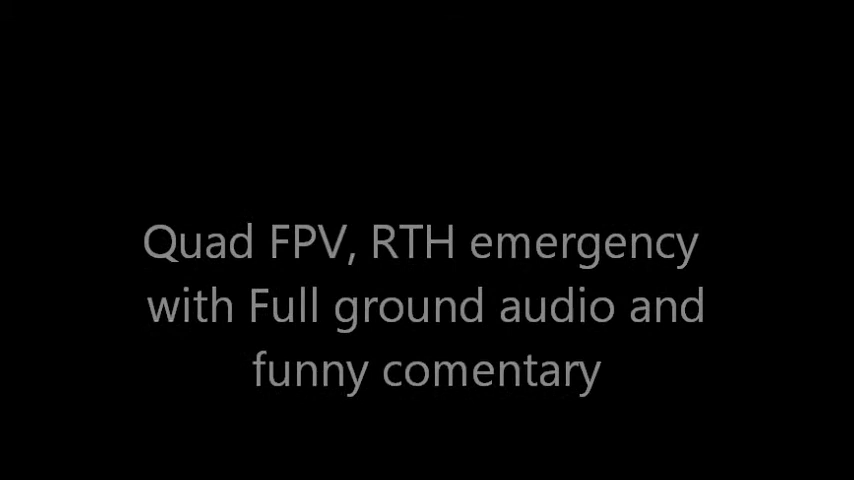 Quad FPV, RTH emergency
with Full ground audio and
funny comentary